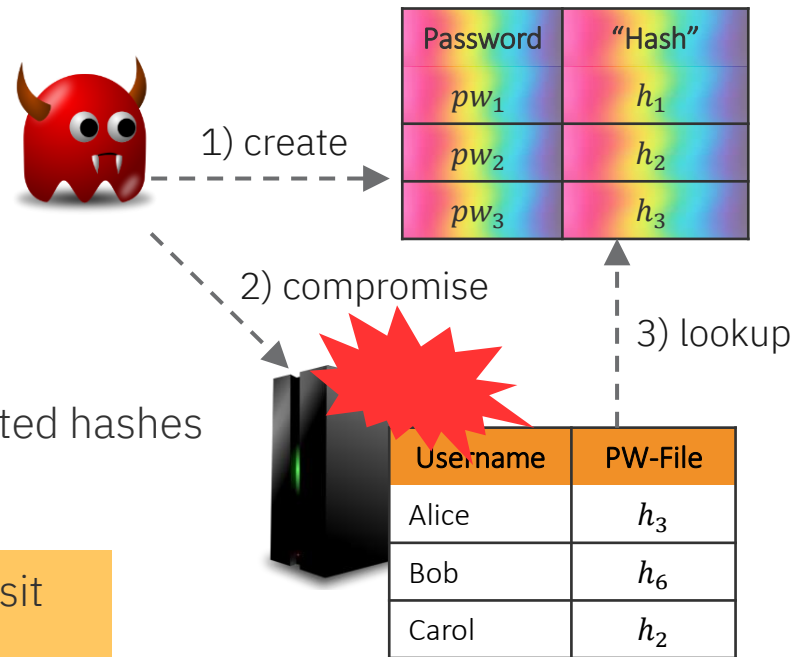 Password "Hash"
pw₁ h₁
pw₂ h₂
pw₃ h₃
1) create
2) compromise
3) lookup
ted hashes
Username PW-File
Alice h₃
Bob h₆
Carol h₂
sit